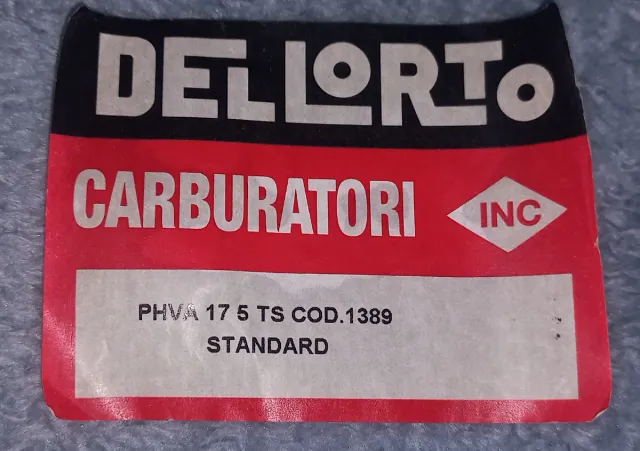 DELLORTO
CARBURATORI
INC
PHVA 17 5 TS COD.1389
STANDARD